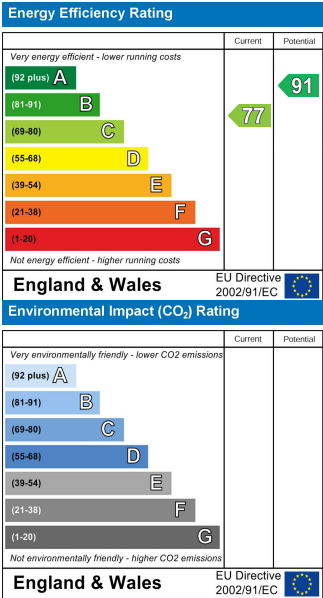 Energy Efficiency Rating
Current Potential
Very energy efficient - lower running costs
(92 plus) A
(81-91) B
(69-80) C
(55-68) D
(39-54) E
(21-38) F
(1-20) G
77
91
Not energy efficient - higher running costs
England & Wales
EU Directive
2002/91/EC
Environmental Impact (CO₂) Rating
Current Potential
Very environmentally friendly - lower CO2 emissions
(92 plus) A
(81-91) B
(69-80) C
(55-68) D
(39-54) E
(21-38) F
(1-20) G
Not environmentally friendly - higher CO2 emissions
England & Wales
EU Directive
2002/91/EC